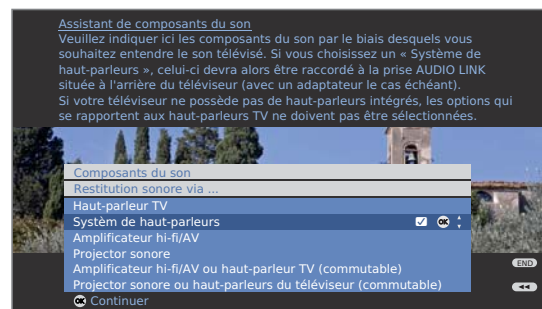 Assistant de composants du son
Veuillez indiquer ici les composants du son par le biais desquels vous
souhaitez entendre le son télévisé. Si vous choisissez un « Système de
haut-parleurs », celui-ci devra alors être raccordé à la prise AUDIO LINK
située à l'arrière du téléviseur (avec un adaptateur le cas échéant).
Si votre téléviseur ne possède pas de haut-parleurs intégrés, les options qui
se rapportent aux haut-parleurs TV ne doivent pas être sélectionnées.
Composants du son
Restitution sonore via ...
Haut-parleur TV
Systèm de haut-parleurs OK
Amplificateur hi-fi/AV
Projector sonore
Amplificateur hi-fi/AV ou haut-parleur TV (commutable)
Projector sonore ou haut-parleurs du téléviseur (commutable)
END
OK Continuer